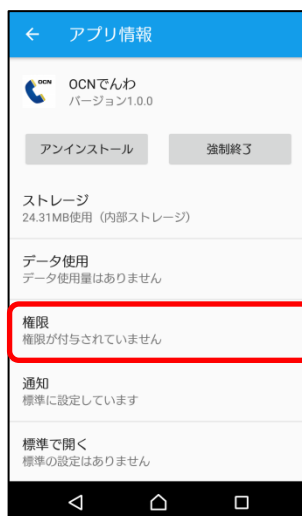 アプリ情報
OCN
OCNでんわ
バージョン1.0.0
アンインストール
強制終了
ストレージ
24.31MB使用（内部ストレージ）
データ使用
データ使用量はありません
権限
権限が付与されていません
通知
標準に設定しています
標準で開く
標準の設定はありません